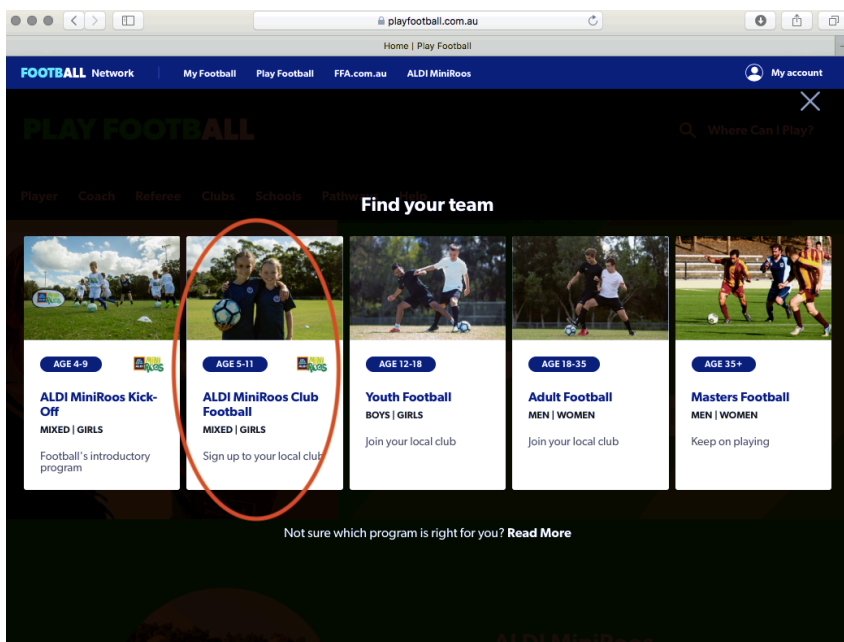 playfootball.com.au
Home | Play Football
FOOTBALL Network
My Football Play Football FFA.com.au ALDI MiniRoos
My account
PLAY FOOTBALL
Where Can I Play?
Player Coach Referee Clubs Schools Pathways Help
Find your team
AGE 4-9
ALDI MiniRoos Kick-
Off
MIXED | GIRLS
Football's introductory
program
AGE 5-11
ALDI MiniRoos Club
Football
MIXED | GIRLS
Sign up to your local club
AGE 12-18
Youth Football
BOYS | GIRLS
Join your local club
AGE 18-35
Adult Football
MEN | WOMEN
Join your local club
AGE 35+
Masters Football
MEN | WOMEN
Keep on playing
Not sure which program is right for you? Read More
ALDI MiniRoos